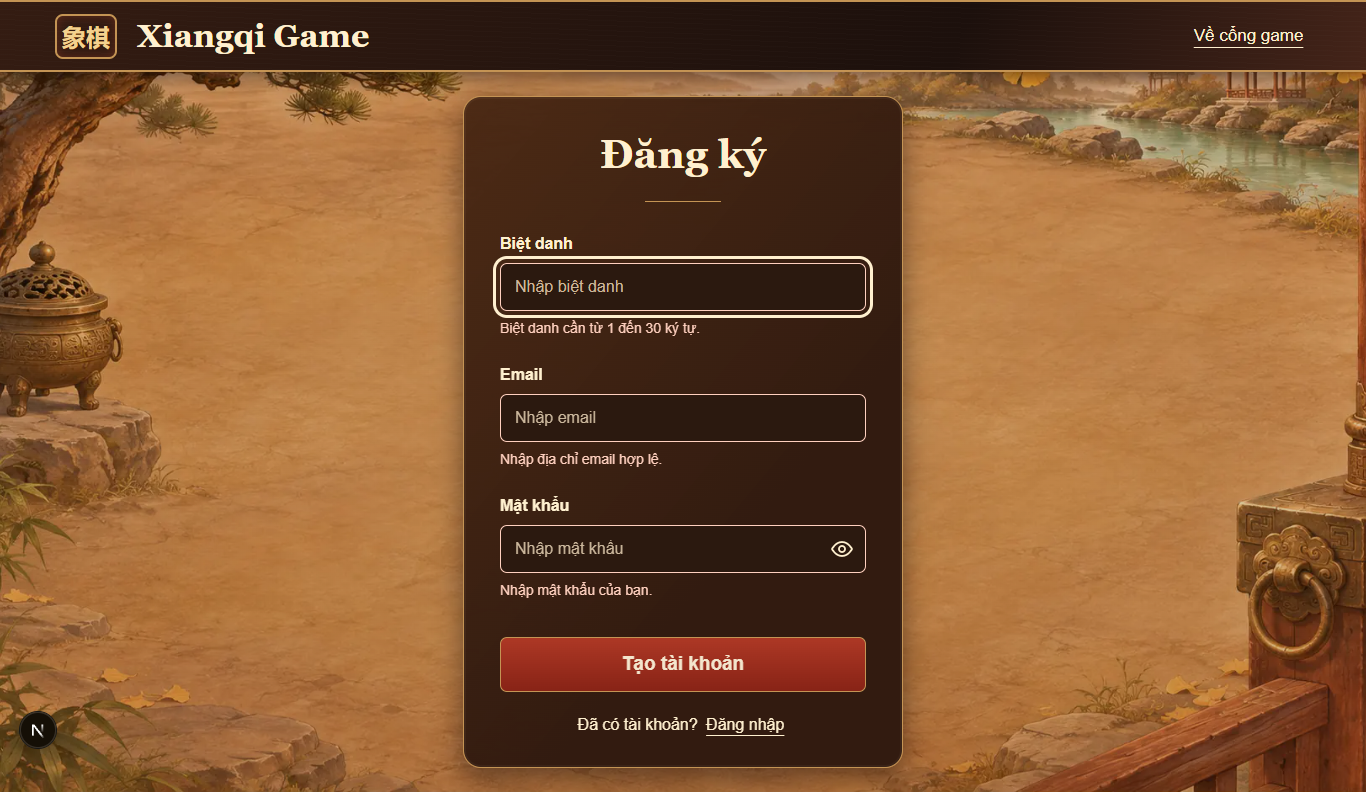 象棋 Xiangqi Game
Về cổng game
Đăng ký
Biệt danh
Nhập biệt danh
Biệt danh cần từ 1 đến 30 ký tự.
Email
Nhập email
Nhập địa chỉ email hợp lệ.
Mật khẩu
Nhập mật khẩu
Nhập mật khẩu của bạn.
Tạo tài khoản
Đã có tài khoản? Đăng nhập
N